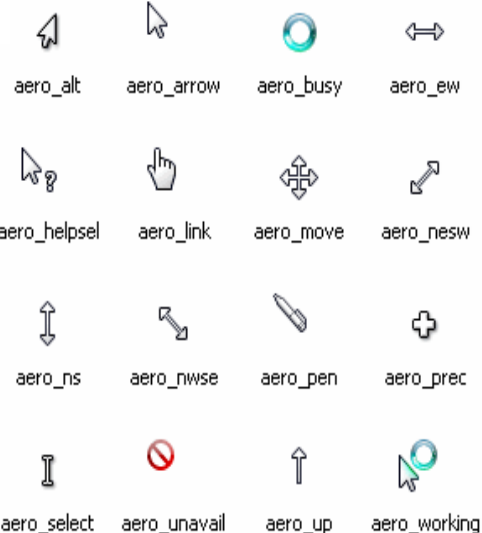 aero_alt aero_arrow aero_busy aero_ew
aero_helpsel aero_link aero_move aero_nesw
aero_ns aero_nwse aero_pen aero_prec
aero_select aero_unavail aero_up aero_working